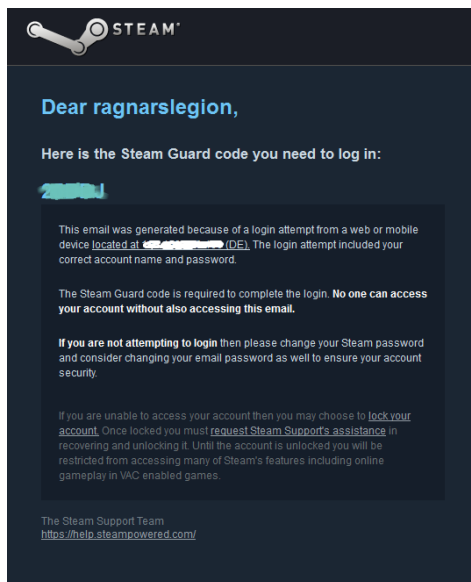 STEAM
Dear ragnarslegion,
Here is the Steam Guard code you need to log in:
This email was generated because of a login attempt from a web or mobile
device located at (DE). The login attempt included your
correct account name and password.
The Steam Guard code is required to complete the login. No one can access
your account without also accessing this email.
If you are not attempting to login then please change your Steam password
and consider changing your email password as well to ensure your account
security.
If you are unable to access your account then you may choose to lock your
account. Once locked you must request Steam Support's assistance in
recovering and unlocking it. Until the account is unlocked you will be
restricted from accessing many of Steam's features including online
gameplay in VAC enabled games.
The Steam Support Team
https://help.steampowered.com/